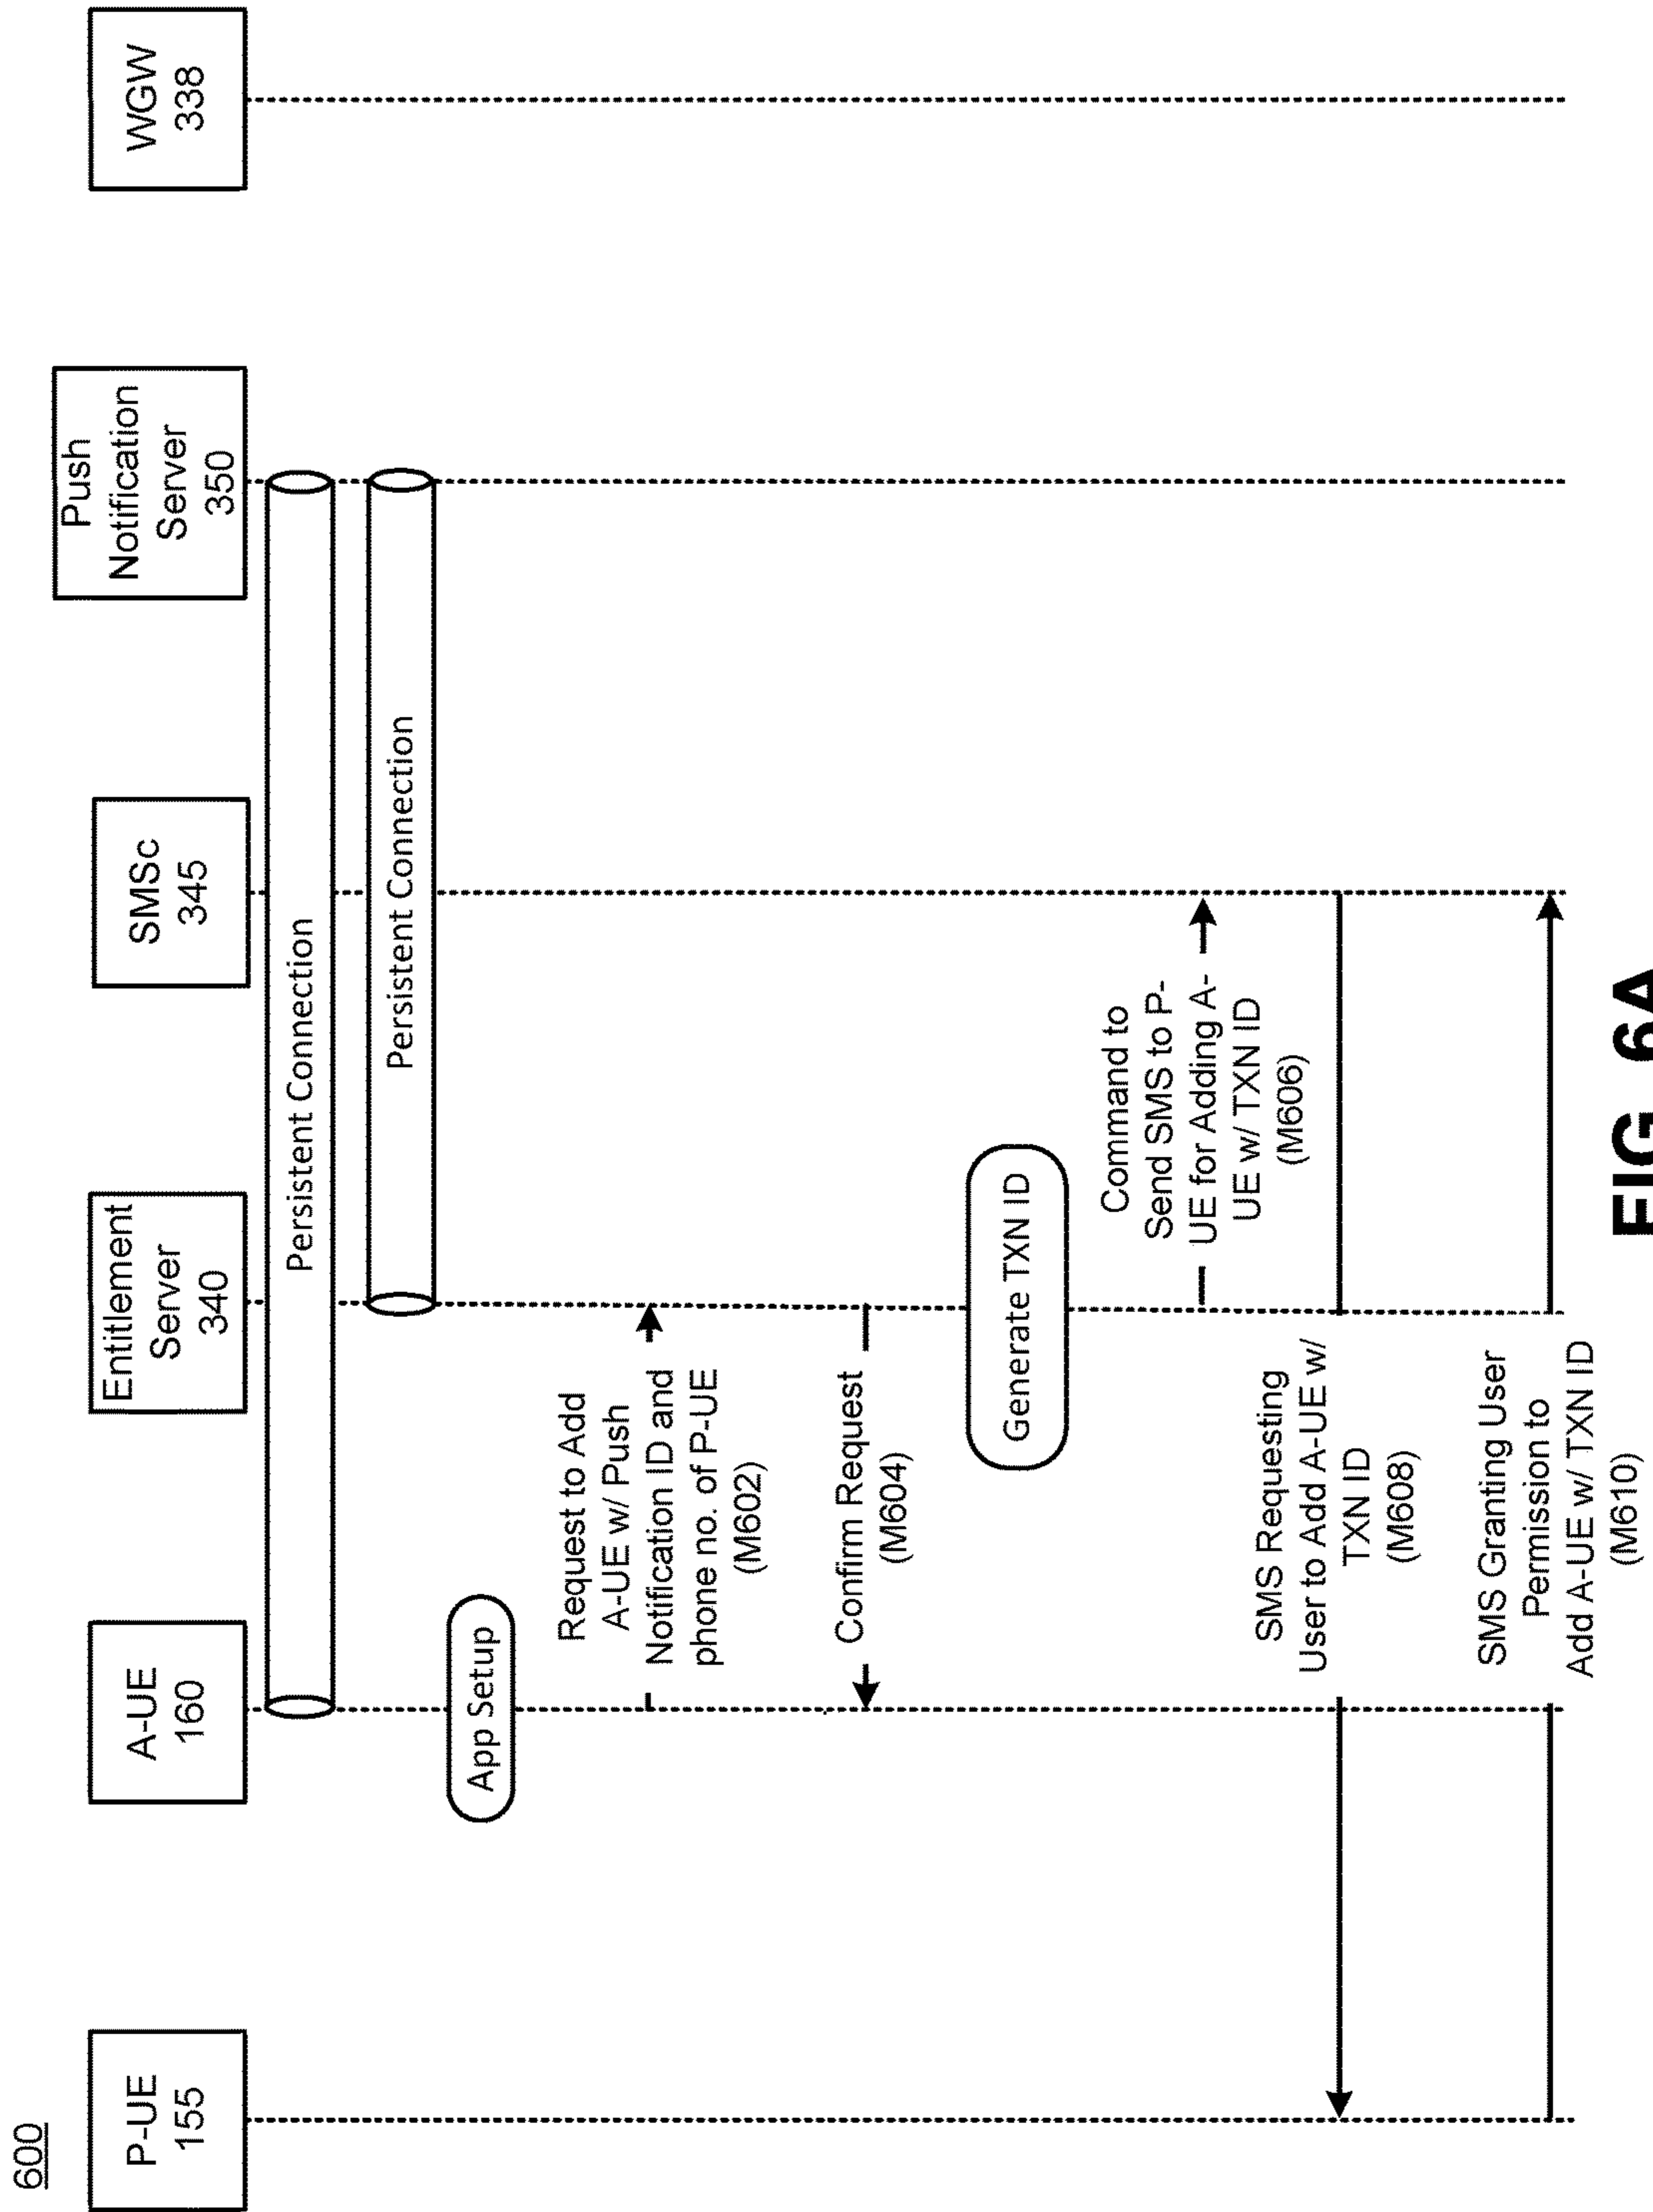 600
P-UE
155
A-UE
160
Entitlement
Server
340
SMSc
345
Push
Notification
Server
350
WGW
338
Persistent Connection
Persistent Connection
App Setup
Request to Add
A-UE w/ Push
Notification ID and
phone no. of P-UE
(M602)
Confirm Request
(M604)
Generate TXN ID
Command to
Send SMS to P-
UE for Adding A-
UE w/ TXN ID
(M606)
SMS Requesting
User to Add A-UE w/
TXN ID
(M608)
SMS Granting User
Permission to
Add A-UE w/ TXN ID
(M610)
FIG 6A